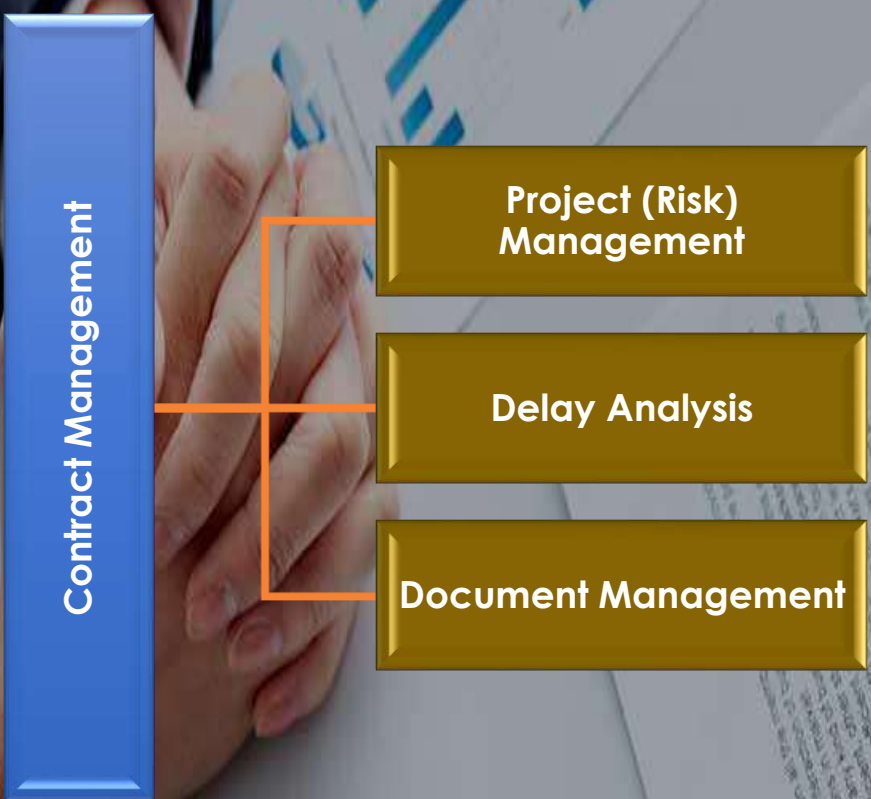 Contract Management
Project (Risk)
Management
Delay Analysis
Document Management